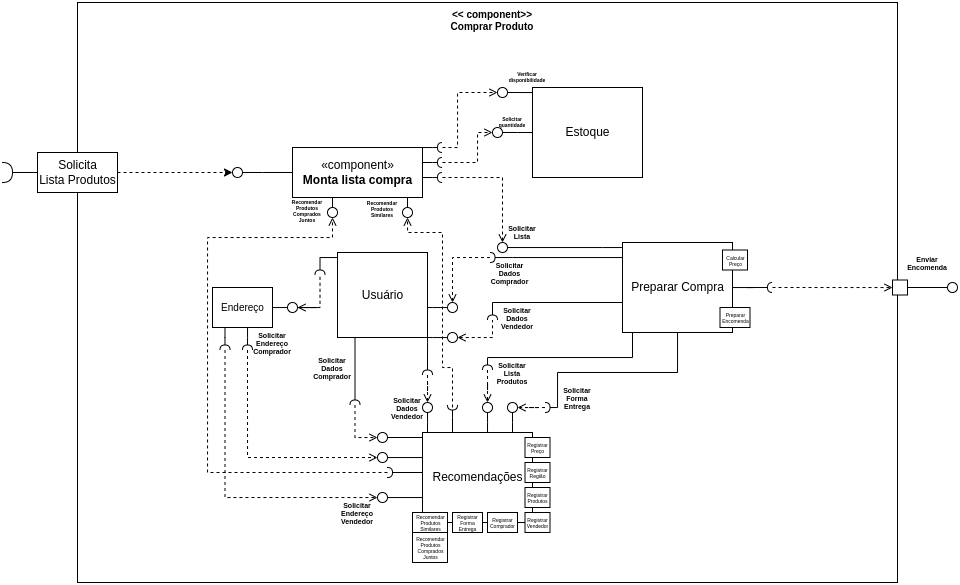 << component>>
Comprar Produto
Verificar
disponibilidade
Solicitar
quantidade
Estoque
Solicita
Lista Produtos
«component»
Monta lista compra
Recomendar
Produtos
Comprados
Juntos
Recomendar
Produtos
Similares
Solicitar
Lista
Solicitar
Dados
Comprador
Calcular
Preço
Preparar Compra
Preparar
Encomenda
Enviar
Encomenda
Usuário
Endereço
Solicitar
Endereço
Comprador
Solicitar
Dados
Vendedor
Solicitar
Dados
Comprador
Solicitar
Lista
Produtos
Solicitar
Forma
Entrega
Solicitar
Dados
Vendedor
Recomendações
Registrar
Preço
Registrar
Região
Registrar
Produtos
Registrar
Vendedor
Solicitar
Endereço
Vendedor
Recomendar
Produtos
Similares
Registrar
Forma
Entrega
Registrar
Comprador
Recomendar
Produtos
Comprados
Juntos